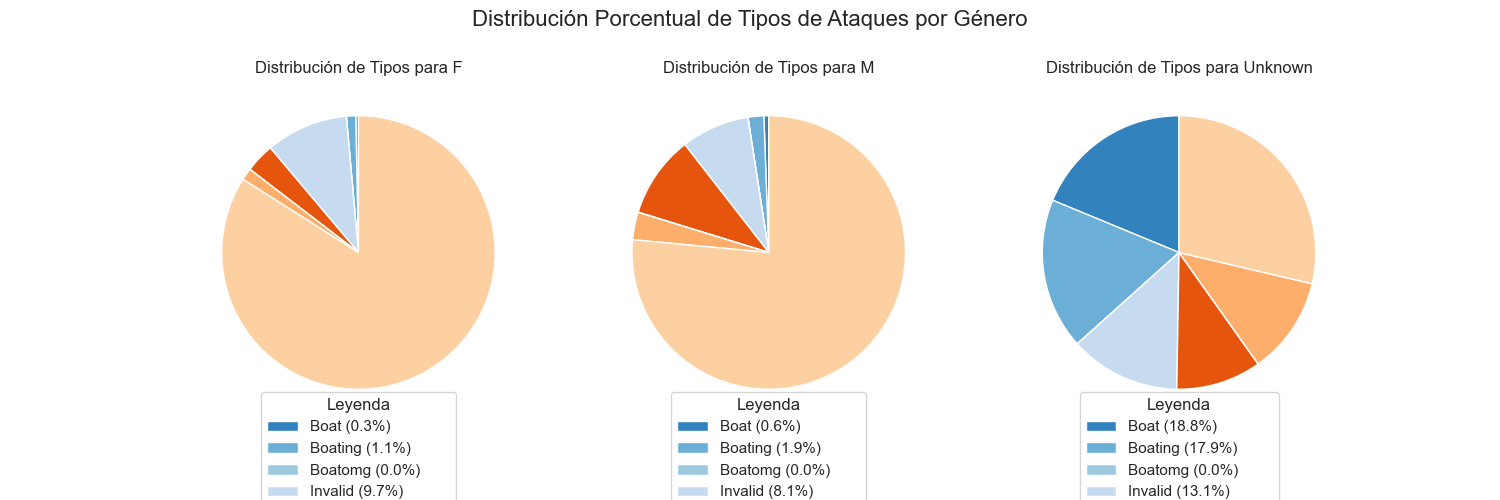 Distribución Porcentual de Tipos de Ataques por Género
Distribución de Tipos para F
Distribución de Tipos para M
Distribución de Tipos para Unknown
Leyenda
Boat (0.3%)
Boating (1.1%)
Boatomg (0.0%)
Invalid (9.7%)
Leyenda
Boat (0.6%)
Boating (1.9%)
Boatomg (0.0%)
Invalid (8.1%)
Leyenda
Boat (18.8%)
Boating (17.9%)
Boatomg (0.0%)
Invalid (13.1%)